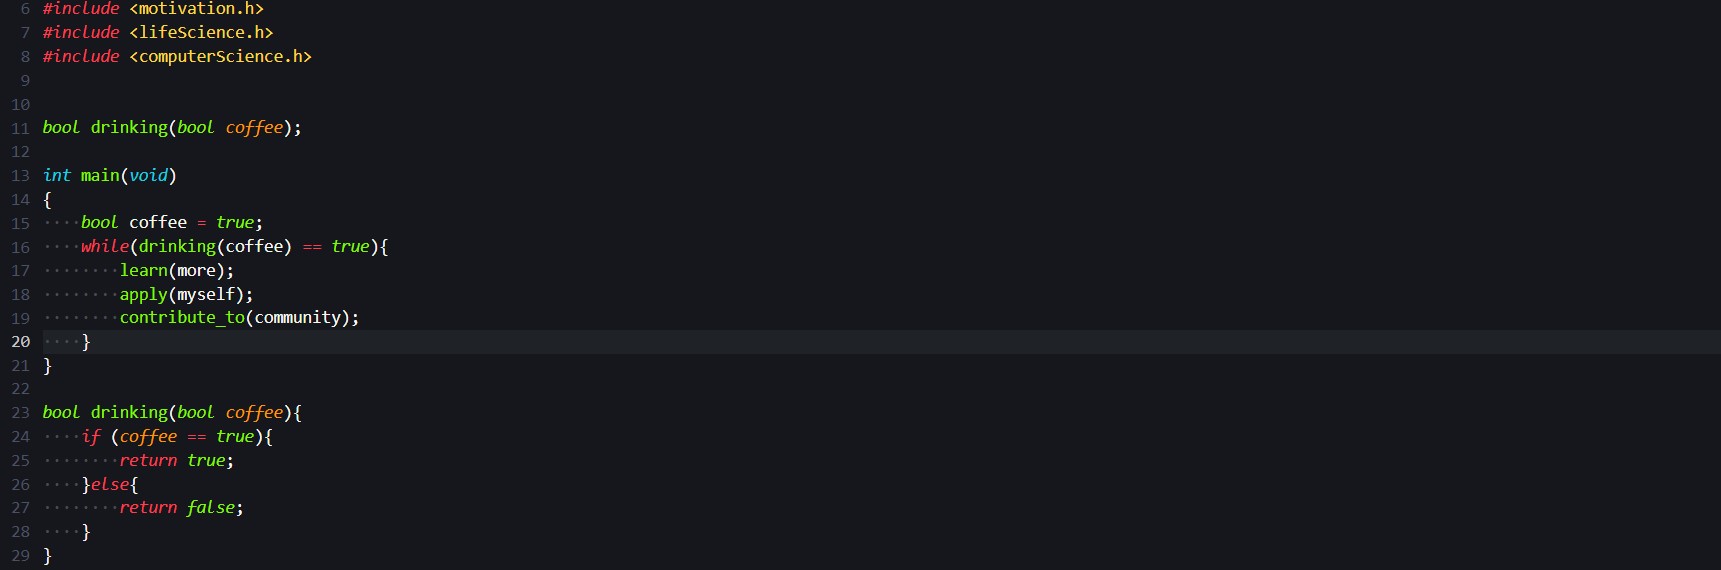 6 #include <motivation.h>
7 #include <lifeScience.h>
8 #include <computerScience.h>
9
10
11 bool drinking(bool coffee);
12
13 int main(void)
14 {
15 ····bool coffee = true;
16 ····while(drinking(coffee) == true){
17 ········learn(more);
18 ········apply(myself);
19 ········contribute_to(community);
20 ····}
21 }
22
23 bool drinking(bool coffee){
24 ····if (coffee == true){
25 ········return true;
26 ····}else{
27 ········return false;
28 ····}
29 }